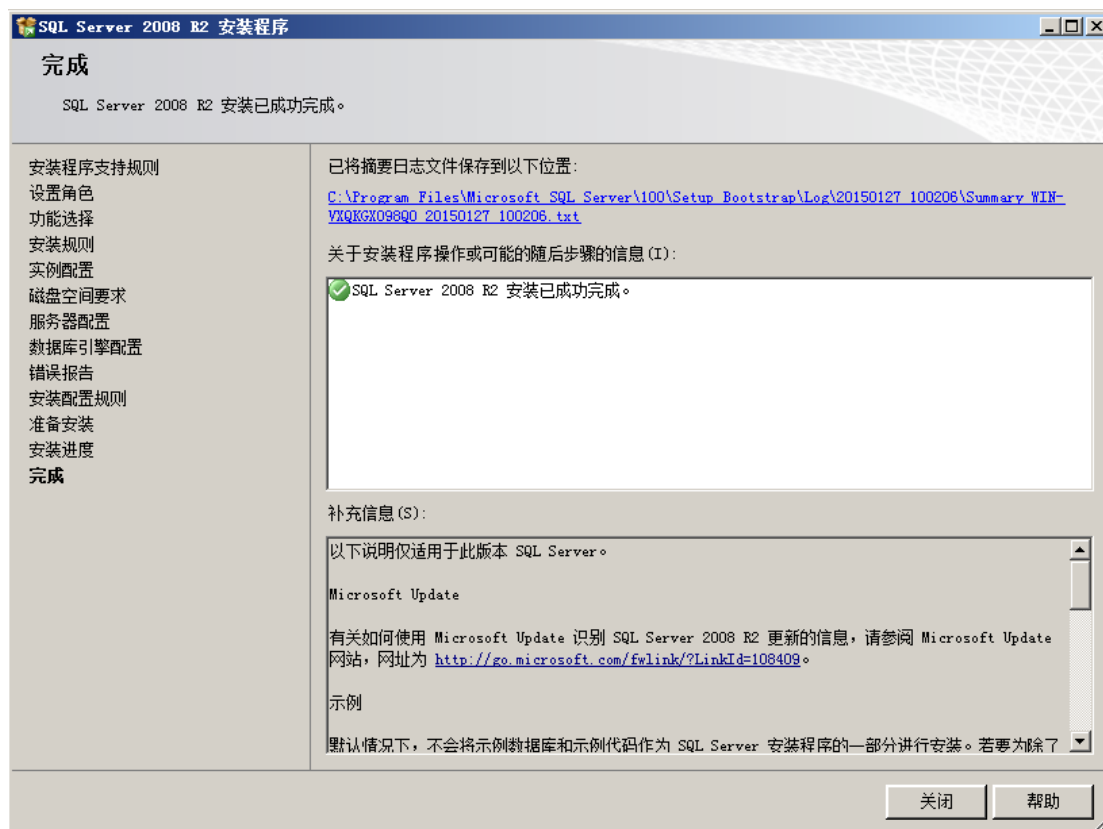 SQL Server 2008 R2 安装程序
完成
SQL Server 2008 R2 安装已成功完成。
安装程序支持规则
设置角色
功能选择
安装规则
实例配置
磁盘空间要求
服务器配置
数据库引擎配置
错误报告
安装配置规则
准备安装
安装进度
完成
已将摘要日志文件保存到以下位置:
C:\Program Files\Microsoft SQL Server\100\Setup Bootstrap\Log\20150127_100206\Summary_WIN-
VXQKGX098Q0_20150127_100206.txt
关于安装程序操作或可能的随后步骤的信息(I):
SQL Server 2008 R2 安装已成功完成。
补充信息(S):
以下说明仅适用于此版本 SQL Server。
Microsoft Update
有关如何使用 Microsoft Update 识别 SQL Server 2008 R2 更新的信息，请参阅 Microsoft Update
网站，网址为 http://go.microsoft.com/fwlink/?LinkId=108409。
示例
默认情况下，不会将示例数据库和示例代码作为 SQL Server 安装程序的一部分进行安装。若要为除了
关闭
帮助